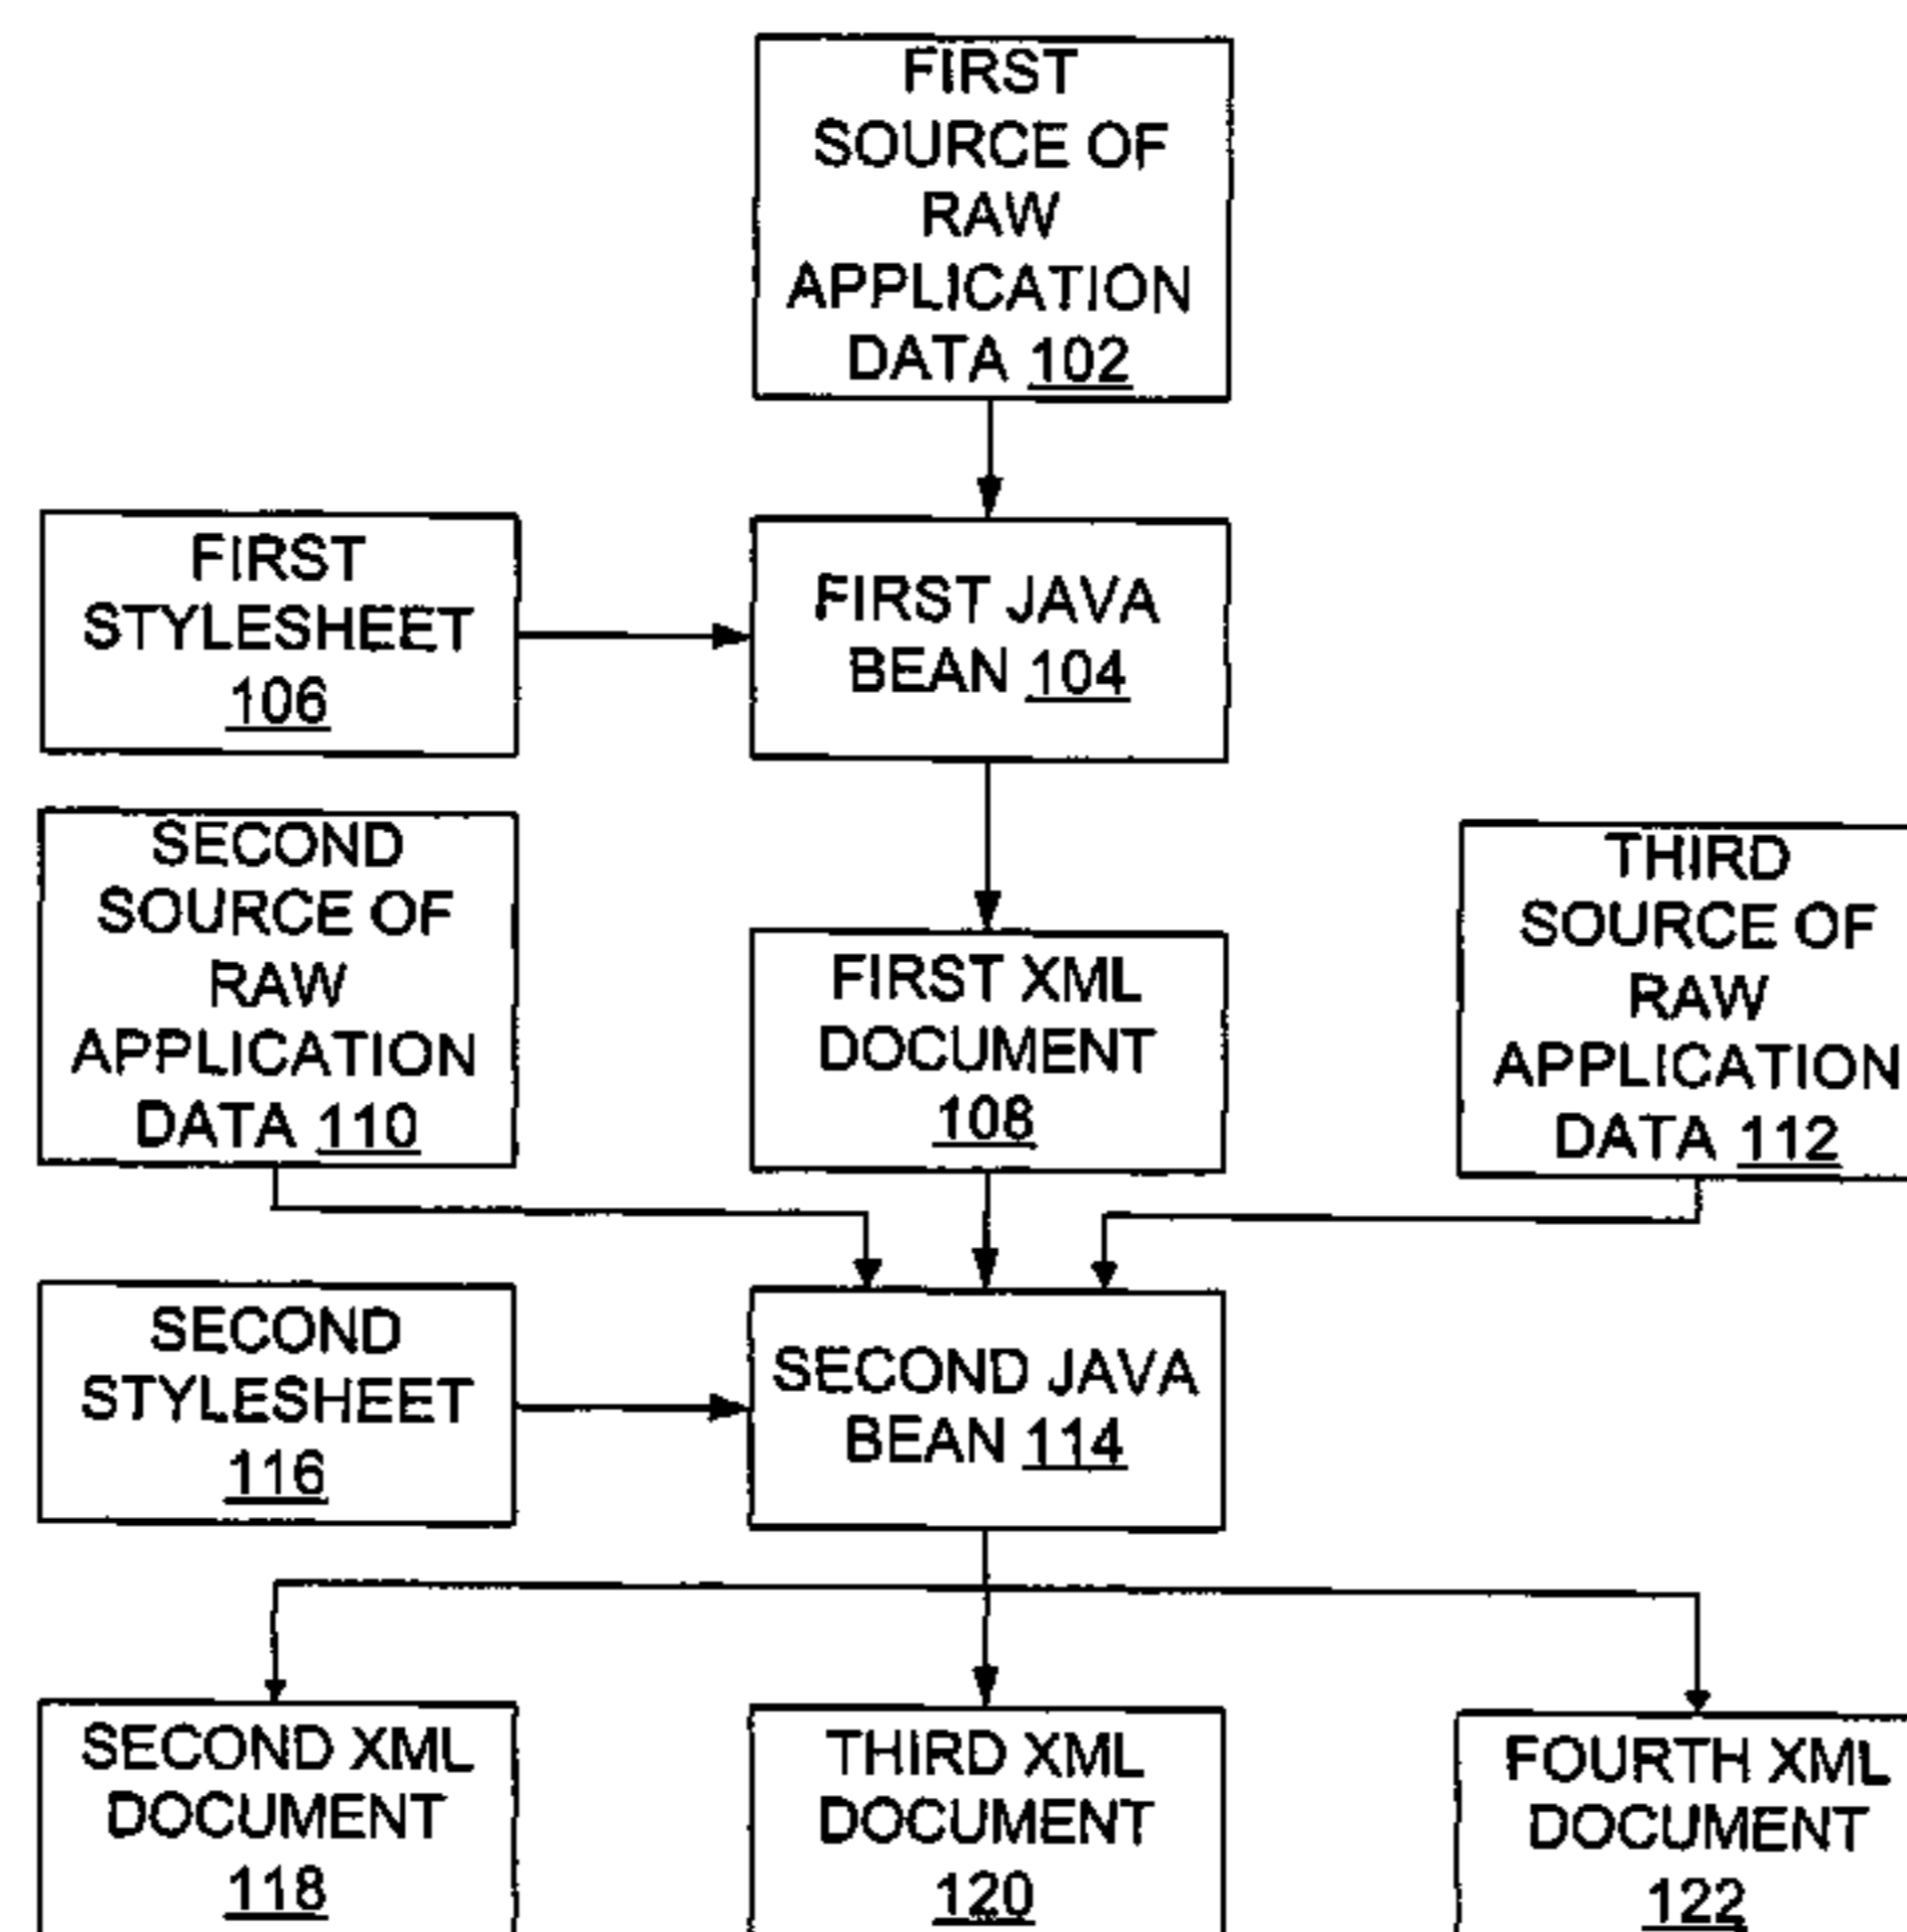 FIRST
SOURCE OF
RAW
APPLICATION
DATA 102
FIRST
STYLESHEET
106
FIRST JAVA
BEAN 104
SECOND
SOURCE OF
RAW
APPLICATION
DATA 110
FIRST XML
DOCUMENT
108
THIRD
SOURCE OF
RAW
APPLICATION
DATA 112
SECOND
STYLESHEET
116
SECOND JAVA
BEAN 114
SECOND XML
DOCUMENT
118
THIRD XML
DOCUMENT
120
FOURTH XML
DOCUMENT
122